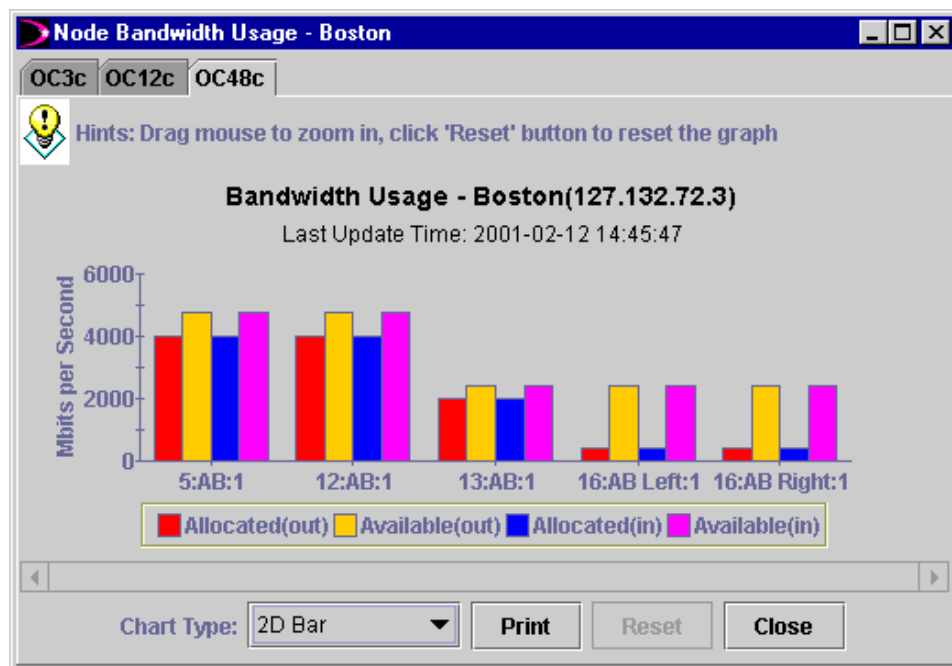 Node Bandwidth Usage - Boston
OC3c OC12c OC48c
Hints: Drag mouse to zoom in, click 'Reset' button to reset the graph
Bandwidth Usage - Boston(127.132.72.3)
Last Update Time: 2001-02-12 14:45:47
Mbits per Second
6000
4000
2000
0
5:AB:1 12:AB:1 13:AB:1 16:AB Left:1 16:AB Right:1
Allocated(out) Available(out) Allocated(in) Available(in)
Chart Type: 2D Bar Print Reset Close